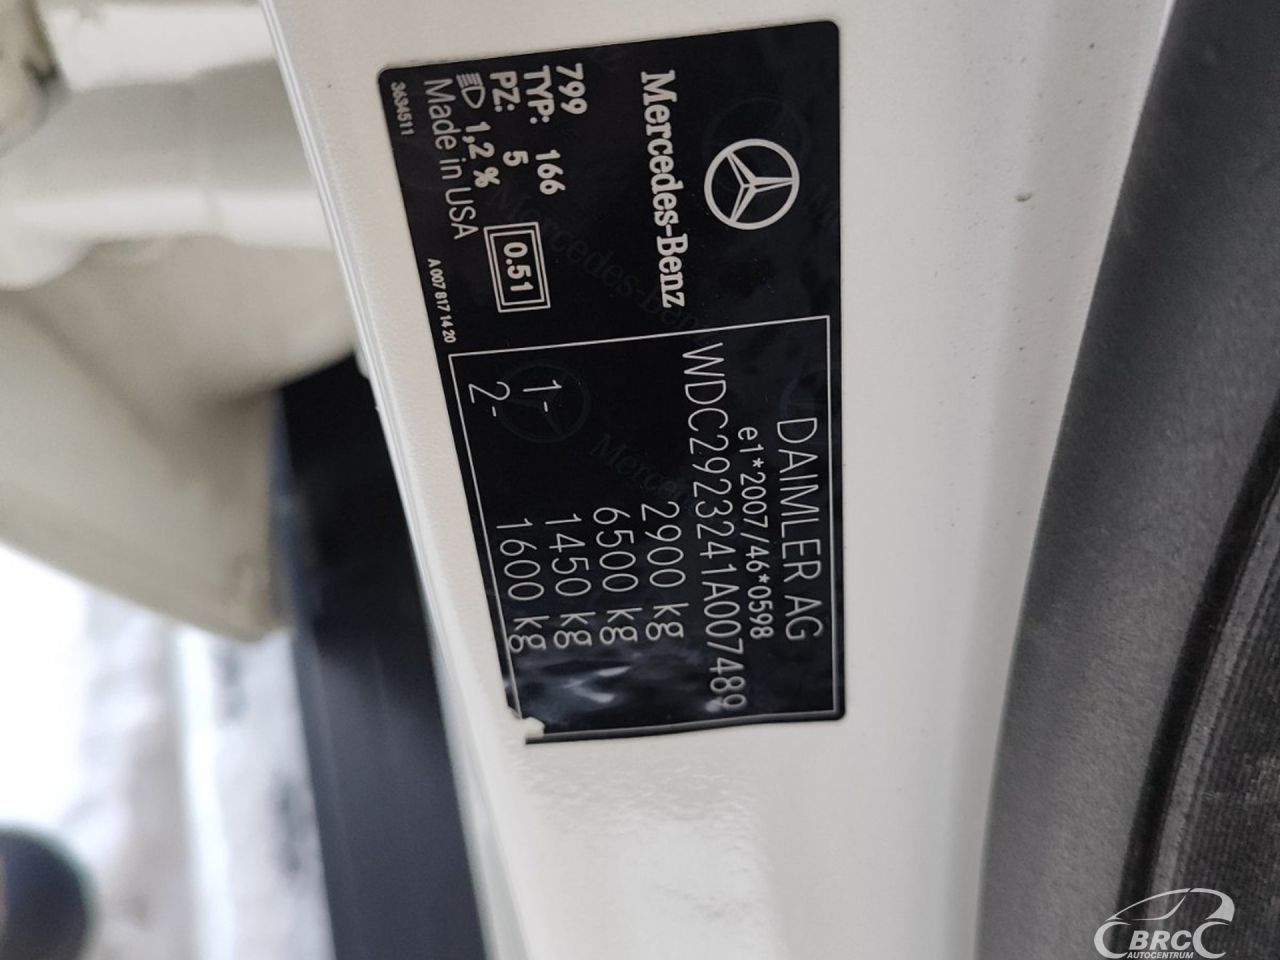 Mercedes-Benz
799
TYP: 166
PZ: 5
1,2 %
Made in USA
0.51
3634511
A 007 817 14 20
DAIMLER AG
e1*2007/46*0598
WDC2923241A007489
2900 kg
6500 kg
1- 1450 kg
2- 1600 kg
BRC
AUTOCENTRUM